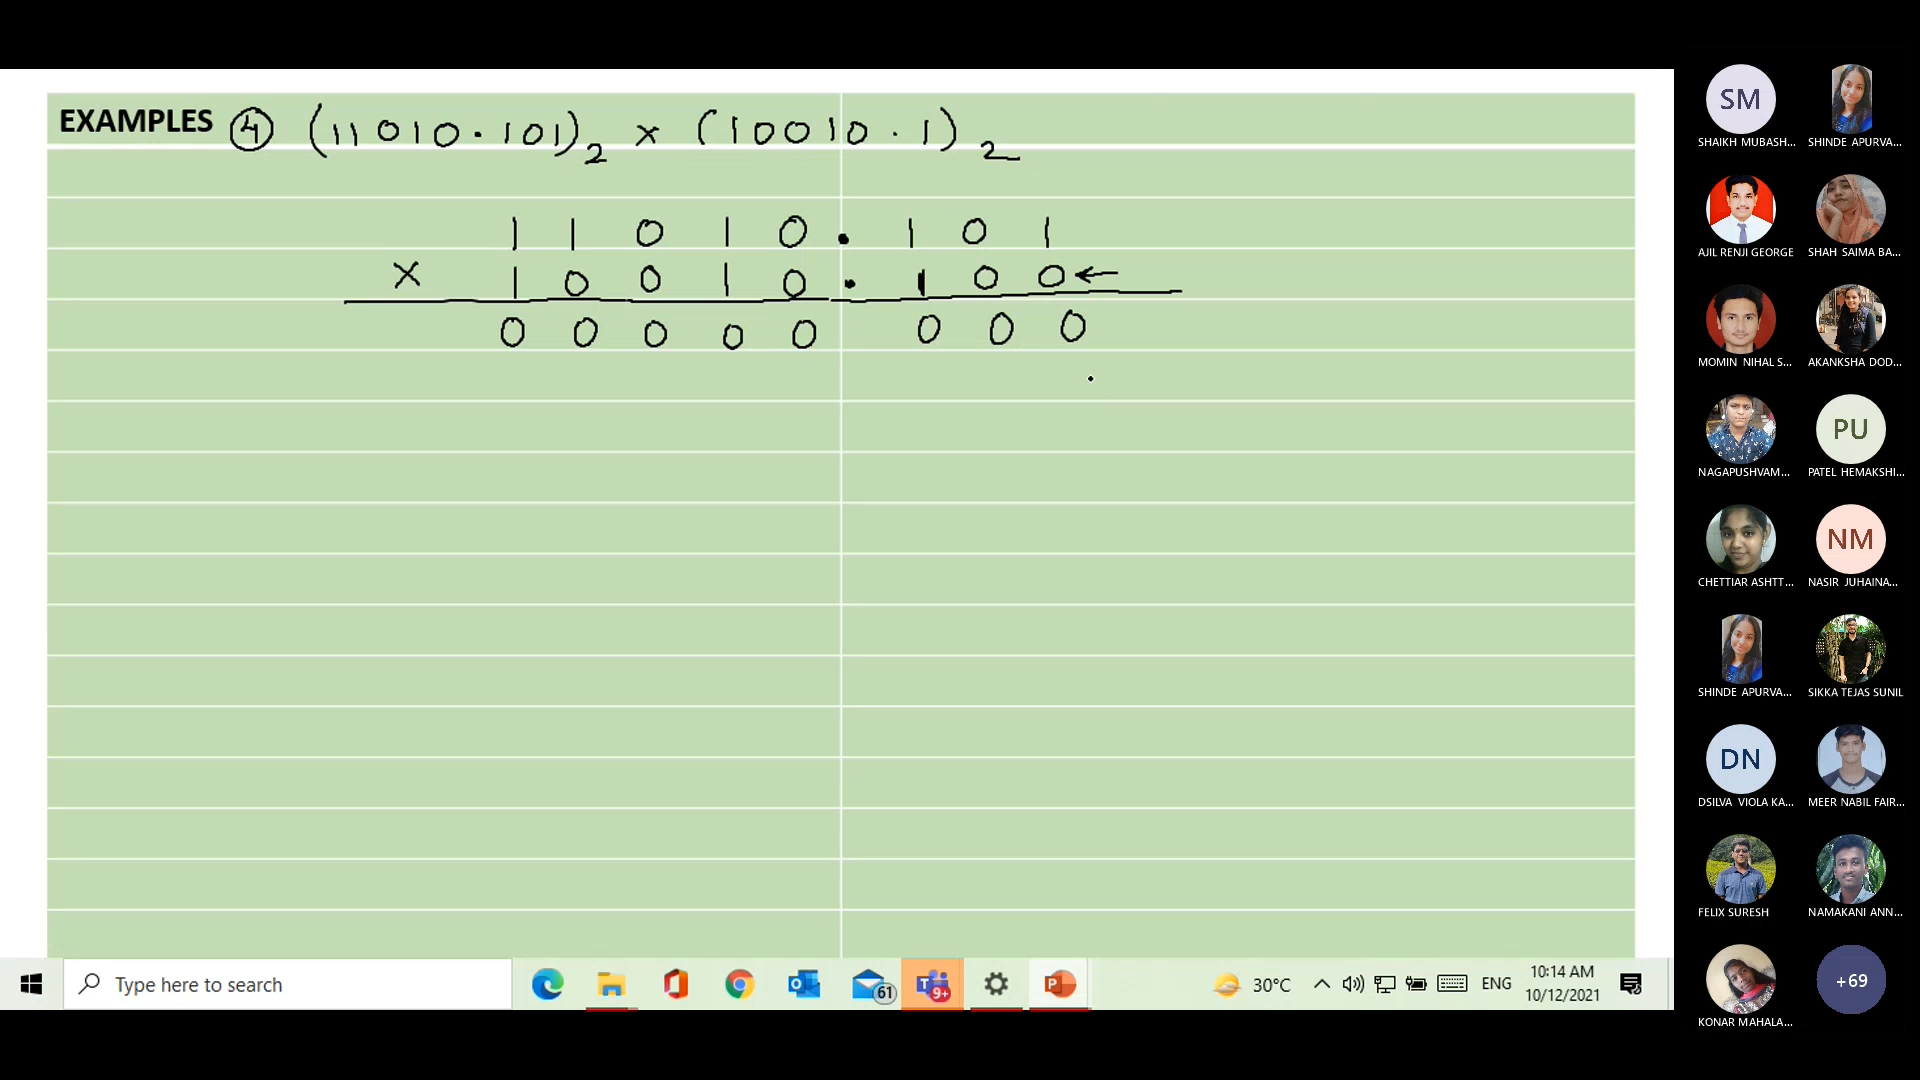 EXAMPLES ④ (11010.101)₂ × (10010.1)₂
1 1 0 1 0 . 1 0 1
× 1 0 0 1 0 . 1 0 0 ←
0 0 0 0 0 0 0 0
SM
SHAIKH MUBASH... SHINDE APURVA...
AJIL RENJI GEORGE SHAH SAIMA BA...
MOMIN NIHAL S... AKANKSHA DOD...
PU
NAGAPUSHVAM... PATEL HEMAKSHI...
NM
CHETTIAR ASHTT... NASIR JUHAINA...
SHINDE APURVA... SIKKA TEJAS SUNIL
DN
DSILVA VIOLA KA... MEER NABIL FAIR...
FELIX SURESH NAMAKANI ANN...
+69
KONAR MAHALA...
Type here to search 61 9+ 30°C ENG 10:14 AM
10/12/2021